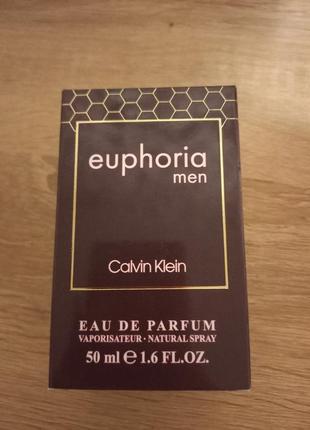 euphoria
men
Calvin Klein
EAU DE PARFUM
VAPORISATEUR · NATURAL SPRAY
50 ml ℮ 1.6 FL.OZ.